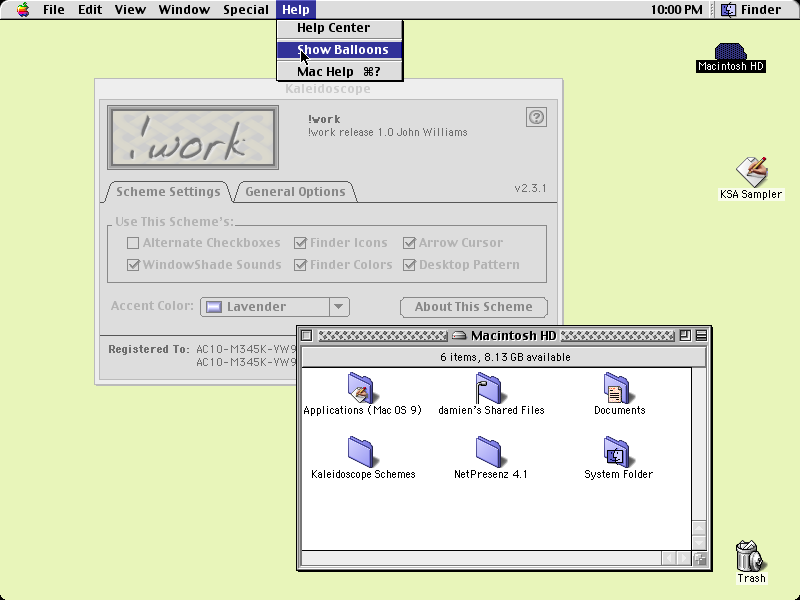 File Edit View Window Special Help 10:00 PM Finder
Help Center
Show Balloons
Mac Help ⌘?
Macintosh HD
Kaleidoscope
!work
!work
!work release 1.0 John Williams
?
KSA Sampler
Scheme Settings General Options v2.3.1
Use This Scheme's:
Alternate Checkboxes Finder Icons Arrow Cursor
WindowShade Sounds Finder Colors Desktop Pattern
Accent Color: Lavender About This Scheme
Registered To: AC10-M345K-YW9
AC10-M345K-YW9
Macintosh HD
6 items, 8.13 GB available
Applications (Mac OS 9) damien's Shared Files Documents
Kaleidoscope Schemes NetPresenz 4.1 System Folder
Trash